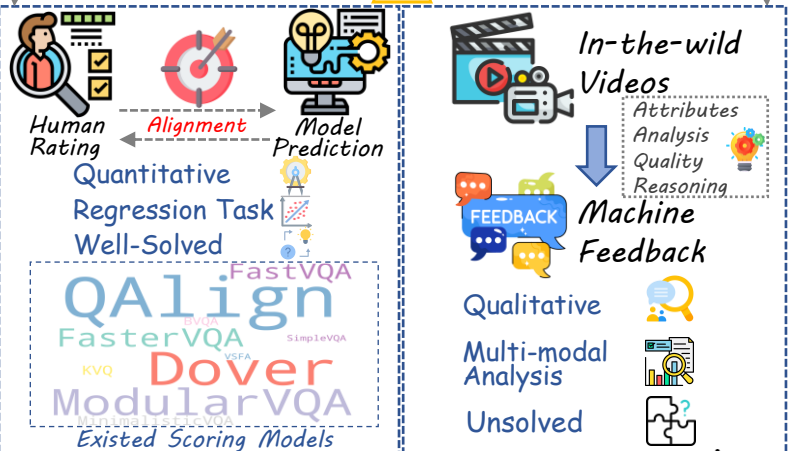 Human
Rating
Alignment
Model
Prediction
Quantitative
Regression Task
Well-Solved
FastVQA
QAlign
BVQA
FasterVQA
SimpleVQA
VSFA
KVQ
Dover
ModularVQA
MinimalisticVQA
Existed Scoring Models
In-the-wild
Videos
Attributes
Analysis
Quality
Reasoning
FEEDBACK
Machine
Feedback
Qualitative
Multi-modal
Analysis
Unsolved